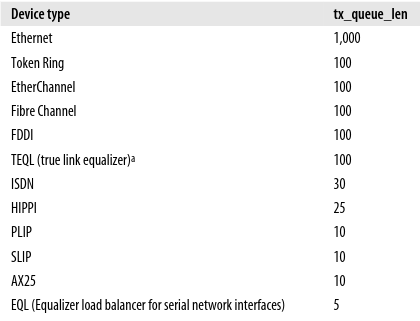 Device type tx_queue_len
Ethernet 1,000
Token Ring 100
EtherChannel 100
Fibre Channel 100
FDDI 100
TEQL (true link equalizer)a 100
ISDN 30
HIPPI 25
PLIP 10
SLIP 10
AX25 10
EQL (Equalizer load balancer for serial network interfaces) 5